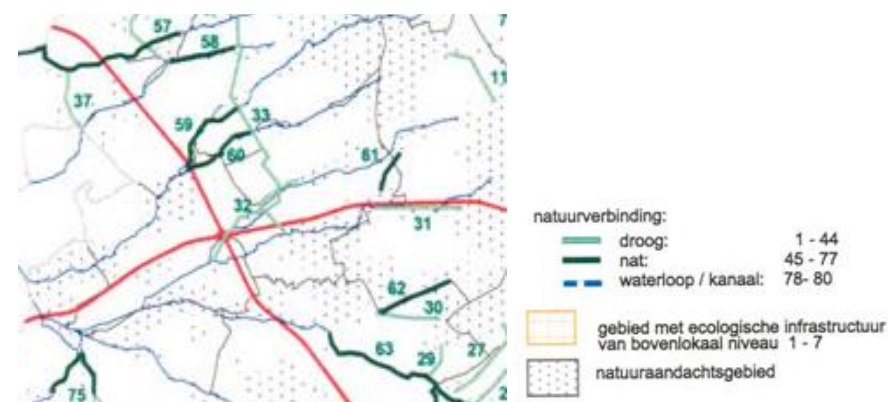 57
58
7
11
37
59
33
60
61
32
31
62
30
63
29
27
2
75
natuurverbinding:
droog: 1 - 44
nat: 45 - 77
waterloop / kanaal: 78- 80
gebied met ecologische infrastructuur
van bovenlokaal niveau 1 - 7
natuuraandachtsgebied